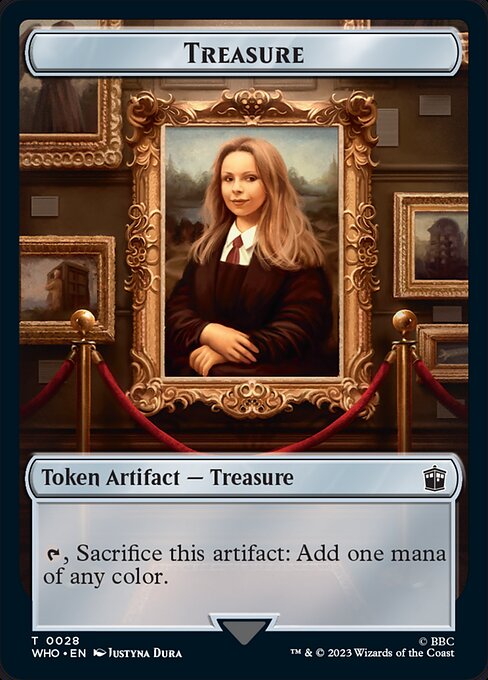 Treasure
Token Artifact — Treasure
, Sacrifice this artifact: Add one mana
of any color.
T 0028
WHO • EN Justyna Dura
© BBC
™ & © 2023 Wizards of the Coast